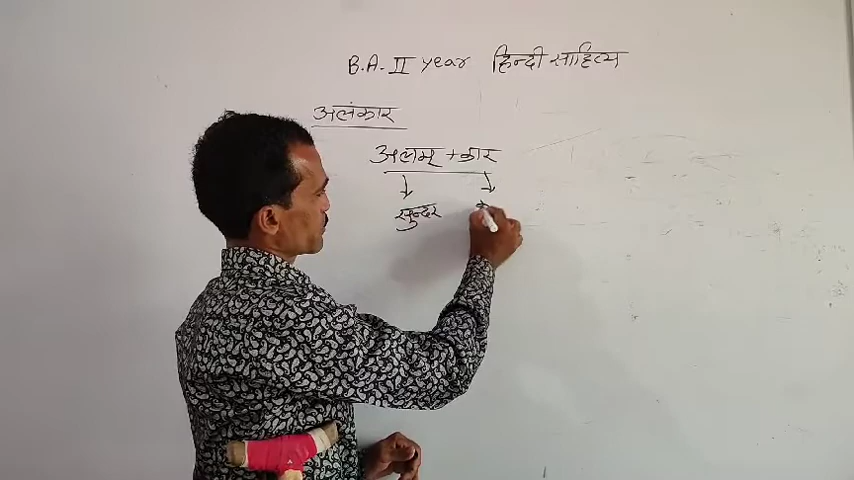 B.A. II year हिन्दी साहित्य
अलंकार
अलम् + कार
सुन्दर